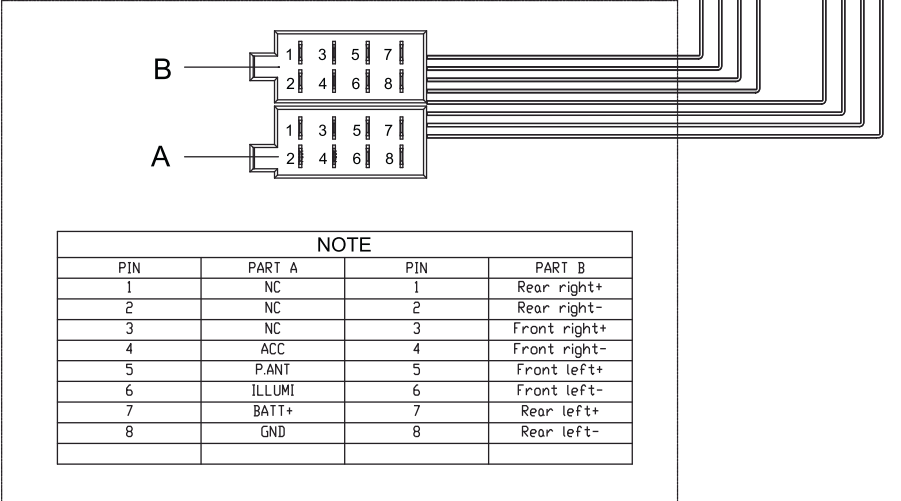 B
1 3 5 7
2 4 6 8
1 3 5 7
A
2 4 6 8
NOTE
PIN PART A PIN PART B
1 NC 1 Rear right+
2 NC 2 Rear right-
3 NC 3 Front right+
4 ACC 4 Front right-
5 P.ANT 5 Front left+
6 ILLUMI 6 Front left-
7 BATT+ 7 Rear left+
8 GND 8 Rear left-